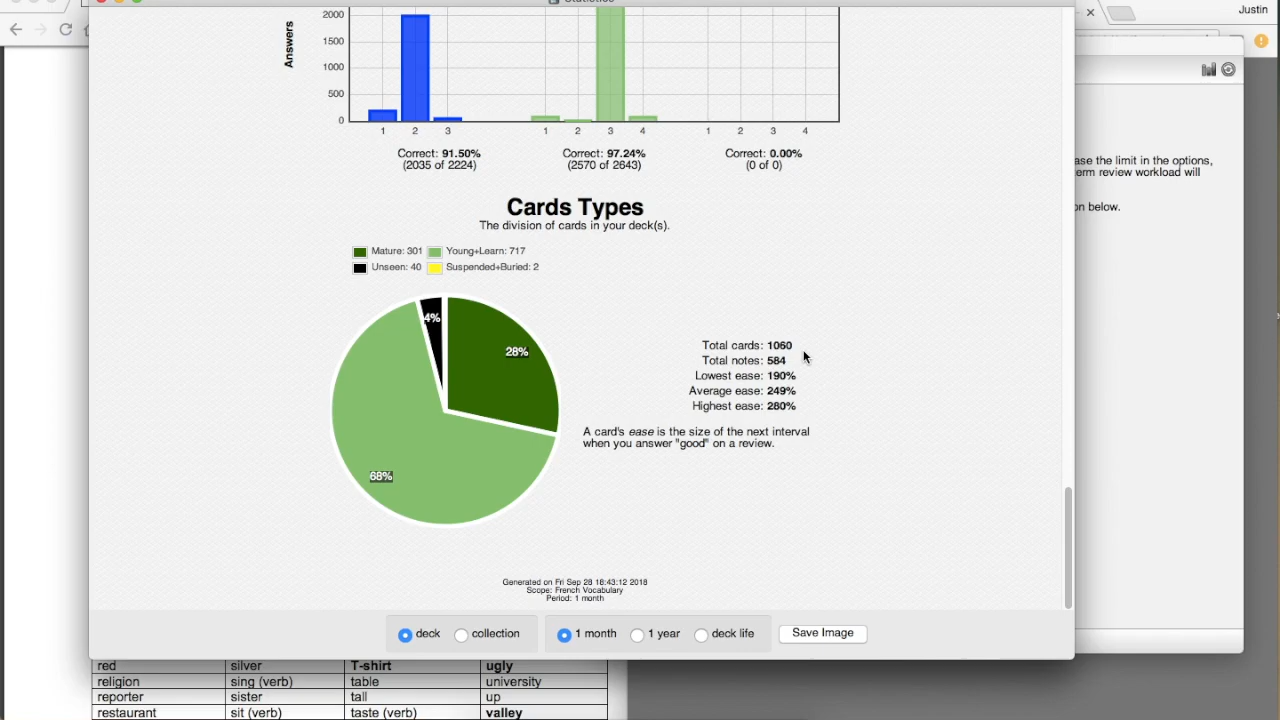 Statistics
Justin
Answers
2000
1500
1000
500
0
1 2 3 1 2 3 4 1 2 3 4
Correct: 91.50% Correct: 97.24% Correct: 0.00%
(2035 of 2224) (2570 of 2643) (0 of 0)
ase the limit in the options,
erm review workload will
on below.
Cards Types
The division of cards in your deck(s).
Mature: 301 Young+Learn: 717
Unseen: 40 Suspended+Buried: 2
4%
28%
68%
Total cards: 1060
Total notes: 584
Lowest ease: 190%
Average ease: 249%
Highest ease: 280%
A card's ease is the size of the next interval
when you answer "good" on a review.
Generated on Fri Sep 28 18:43:12 2018
Scope: French Vocabulary
Period: 1 month
deck collection 1 month 1 year deck life Save Image
red silver T-shirt ugly
religion sing (verb) table university
reporter sister tall up
restaurant sit (verb) taste (verb) valley